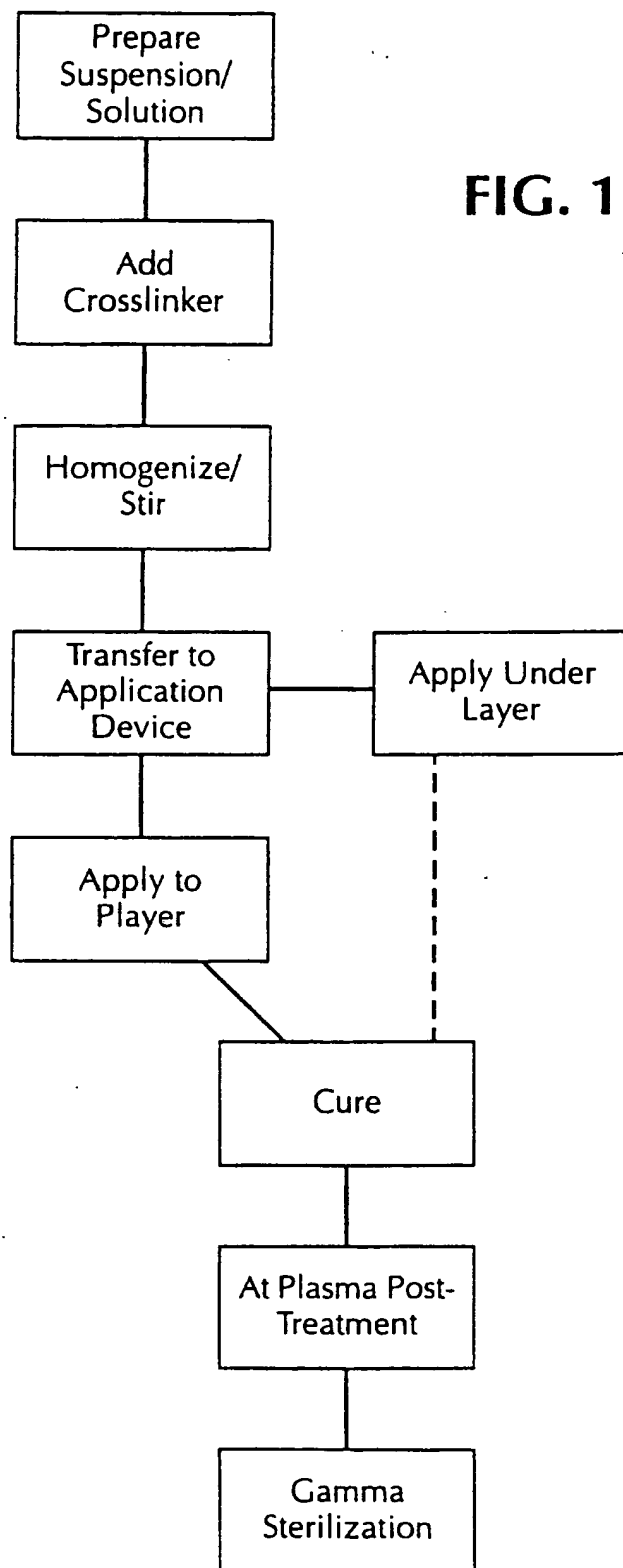 Prepare
Suspension/
Solution
FIG. 1
Add
Crosslinker
Homogenize/
Stir
Transfer to
Application
Device
Apply Under
Layer
Apply to
Player
Cure
At Plasma Post-
Treatment
Gamma
Sterilization